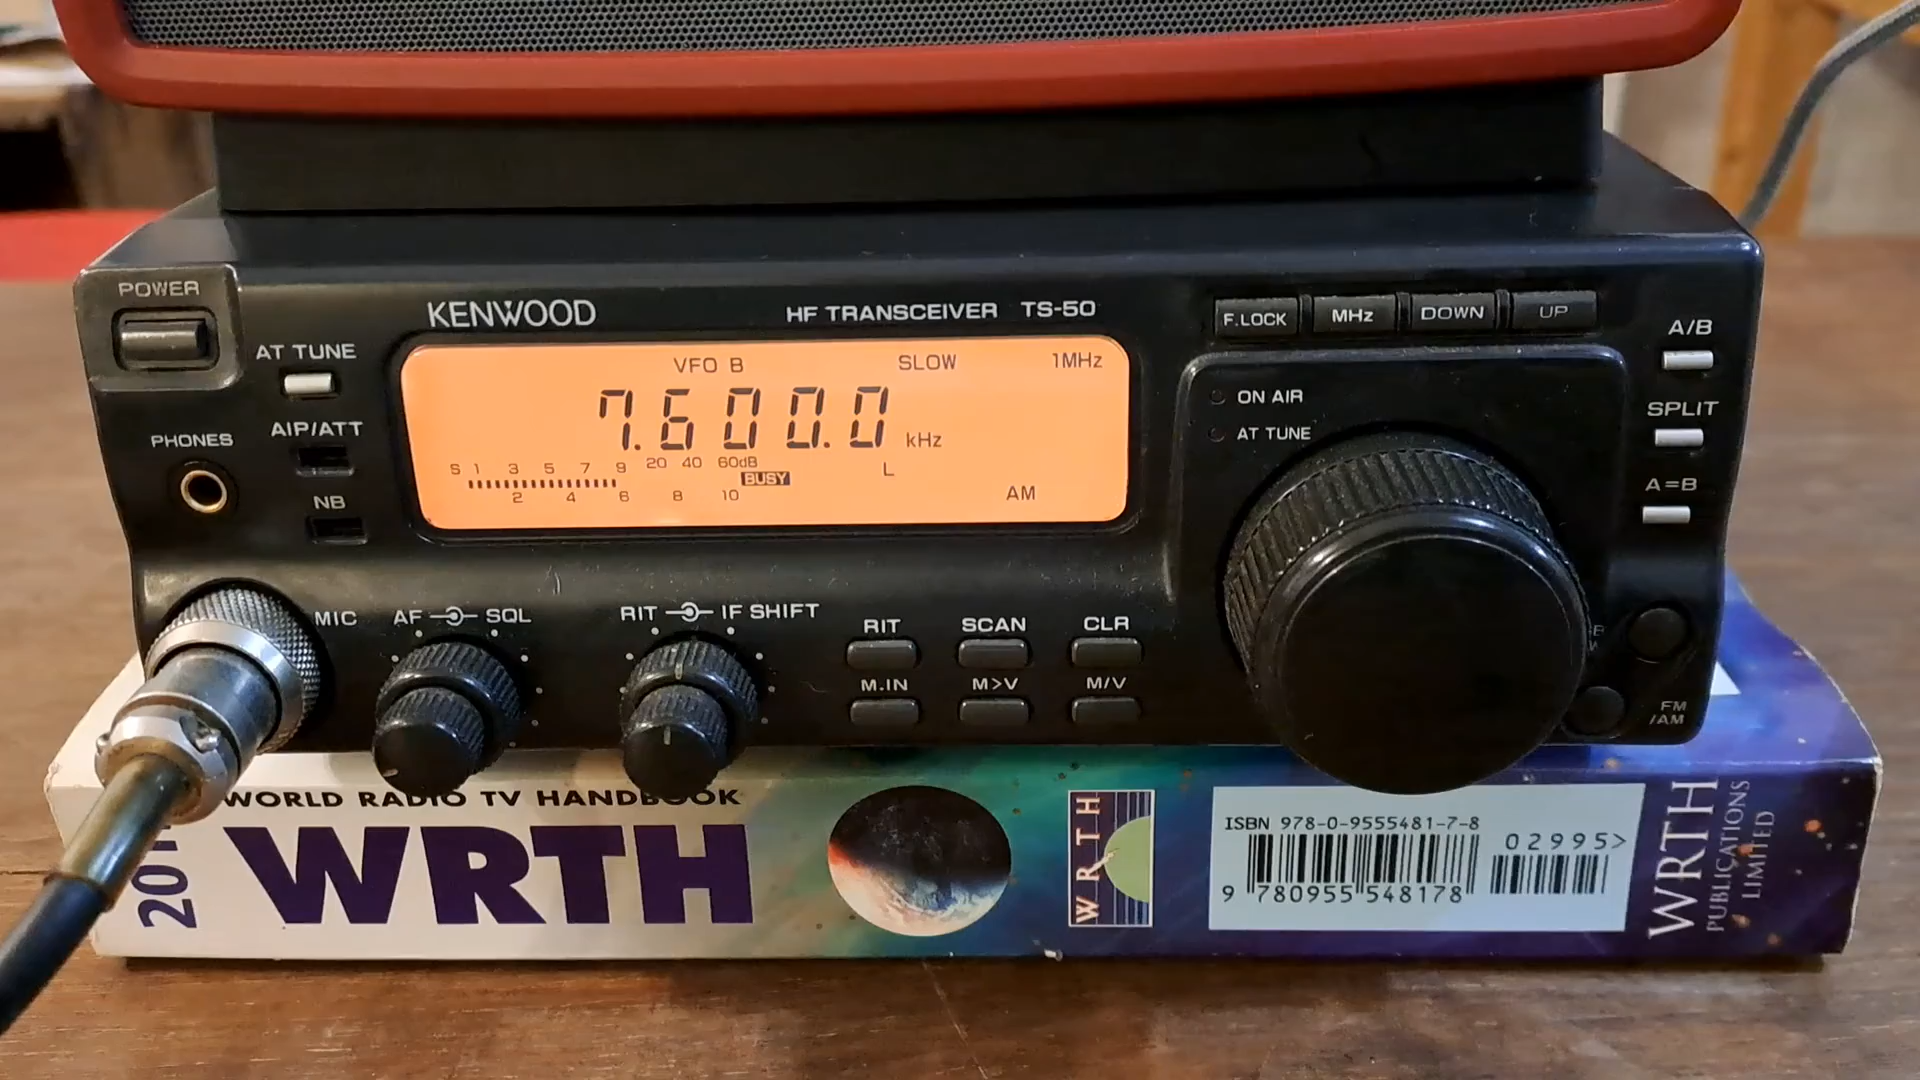 POWER
KENWOOD
HF TRANSCEIVER TS-50
F.LOCK
MHz
DOWN
UP
A/B
AT TUNE
VFO B
SLOW
1MHz
7.600.0 kHz
ON AIR
SPLIT
AIP/ATT
PHONES
AT TUNE
S 1 3 5 7 9 20 40 60dB
BUSY
L
2 4 6 8 10
AM
A=B
NB
MIC
AF SQL
RIT IF SHIFT
RIT
SCAN
CLR
M.IN
M>V
M/V
FM
/AM
WORLD RADIO TV HANDBOOK
WRTH
WRTH
ISBN 978-0-9555481-7-8
02995>
9 780955 548178
WRTH
PUBLICATIONS
LIMITED